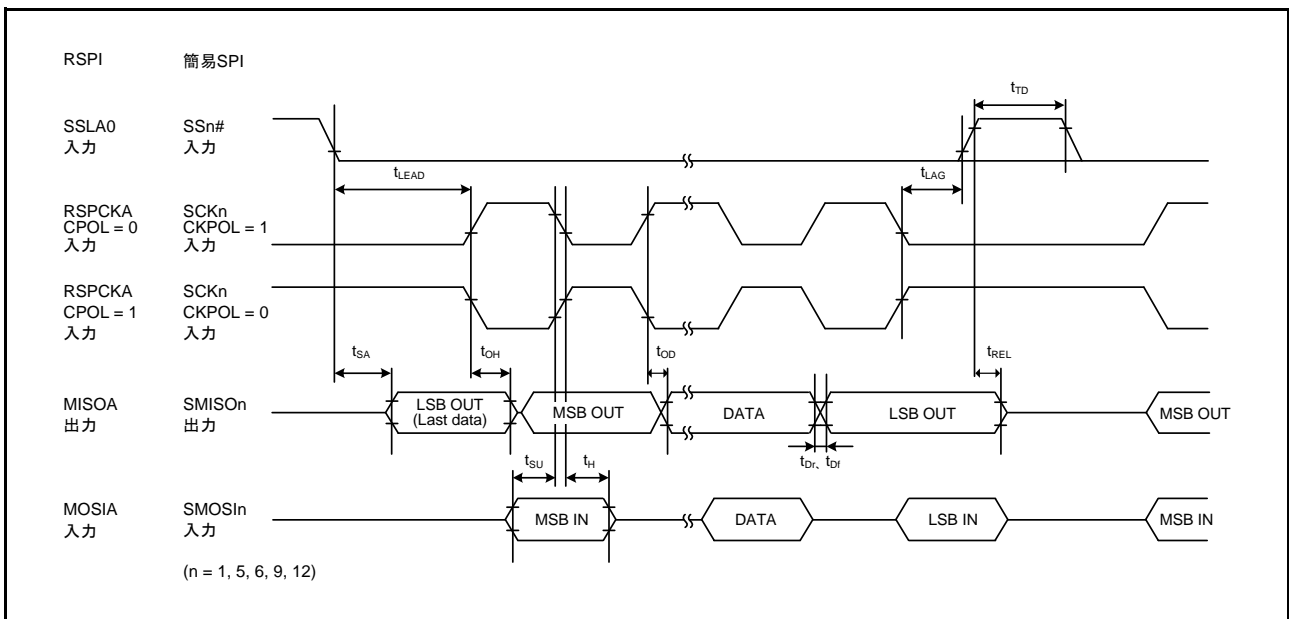 RSPI 簡易SPI
tTD
SSLA0 SSn#
入力 入力
tLEAD
tLAG
RSPCKA SCKn
CPOL = 0 CKPOL = 1
入力 入力
RSPCKA SCKn
CPOL = 1 CKPOL = 0
入力 入力
tSA tOH tOD tREL
MISOA SMISOn
出力 出力
LSB OUT
(Last data)
MSB OUT DATA LSB OUT MSB OUT
tSU tH tDr、tDf
MOSIA SMOSIn
入力 入力
MSB IN DATA LSB IN MSB IN
(n = 1, 5, 6, 9, 12)